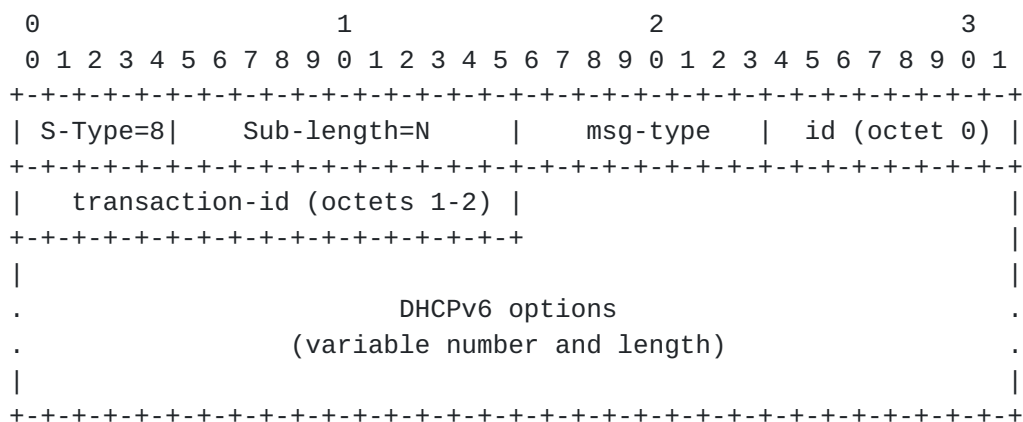 0                   1                   2                   3
 0 1 2 3 4 5 6 7 8 9 0 1 2 3 4 5 6 7 8 9 0 1 2 3 4 5 6 7 8 9 0 1
+-+-+-+-+-+-+-+-+-+-+-+-+-+-+-+-+-+-+-+-+-+-+-+-+-+-+-+-+-+-+-+-+
| S-Type=8|    Sub-length=N     |    msg-type   |  id (octet 0) |
+-+-+-+-+-+-+-+-+-+-+-+-+-+-+-+-+-+-+-+-+-+-+-+-+-+-+-+-+-+-+-+-+
|   transaction-id (octets 1-2) |                               |
+-+-+-+-+-+-+-+-+-+-+-+-+-+-+-+-+                               |
|                                                               |
.                        DHCPv6 options                         .
.                 (variable number and length)                  .
|                                                               |
+-+-+-+-+-+-+-+-+-+-+-+-+-+-+-+-+-+-+-+-+-+-+-+-+-+-+-+-+-+-+-+-+